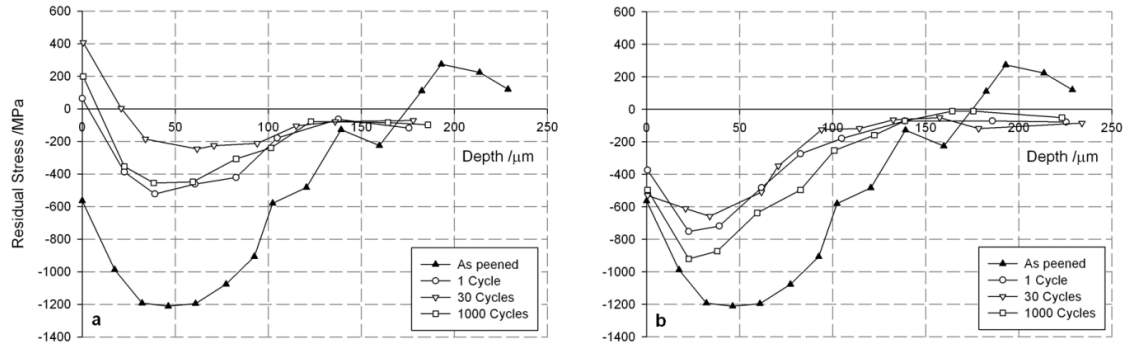 600
400
200
0
-200
-400
-600
-800
-1000
-1200
-1400
0 50 100 150 200 250
Residual Stress /MPa
Depth /μm
As peened
1 Cycle
30 Cycles
1000 Cycles
a
600
400
200
0
-200
-400
-600
-800
-1000
-1200
-1400
0 50 100 150 200 250
Depth /μm
As peened
1 Cycle
30 Cycles
1000 Cycles
b